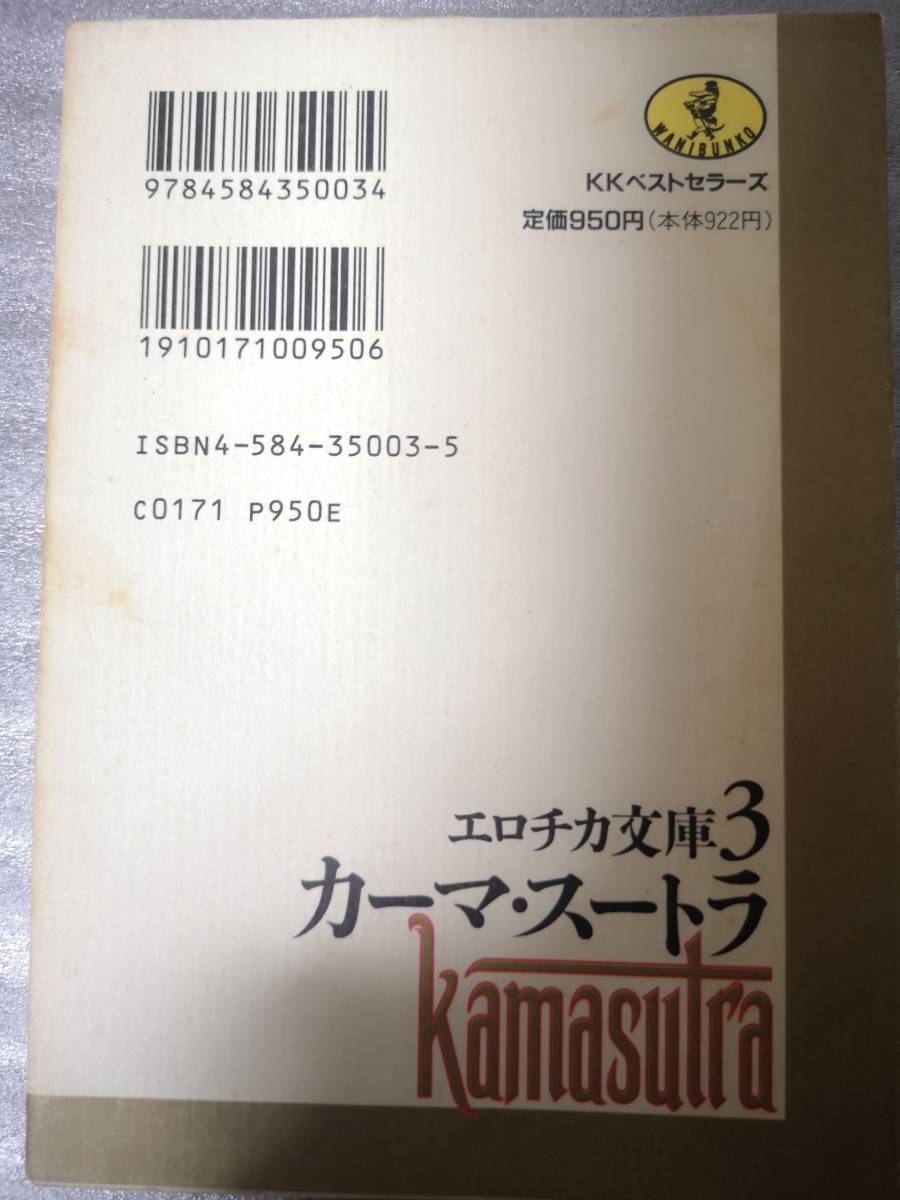 9784584350034
1910171009506
ISBN4-584-35003-5
C0171 P950E
WANIBUNKO
KKベストセラーズ
定価950円(本体922円)
エロチカ文庫3
カーマ・スートラ
kamasutra